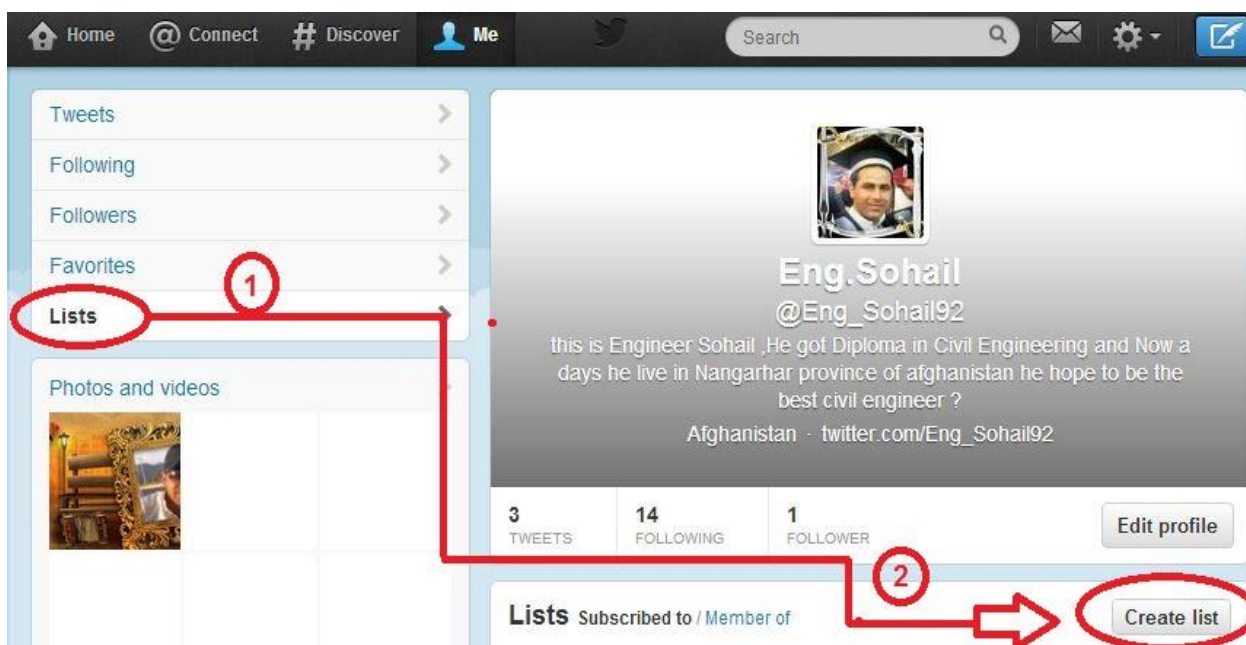 Home Connect # Discover Me Search
Tweets
Following
Followers
Favorites
Lists
1
Photos and videos
Eng.Sohail
@Eng_Sohail92
this is Engineer Sohail ,He got Diploma in Civil Engineering and Now a
days he live in Nangarhar province of afghanistan he hope to be the
best civil engineer ?
Afghanistan · twitter.com/Eng_Sohail92
3 14 1
TWEETS FOLLOWING FOLLOWER
Edit profile
2
Lists Subscribed to / Member of
Create list